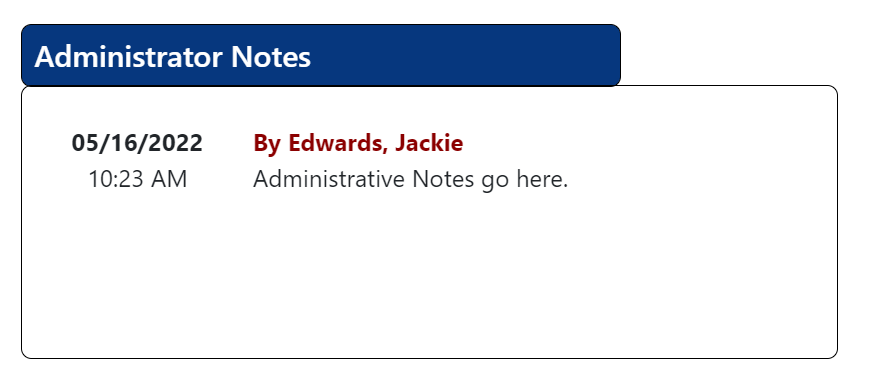 Administrator Notes
05/16/2022 By Edwards, Jackie
10:23 AM Administrative Notes go here.